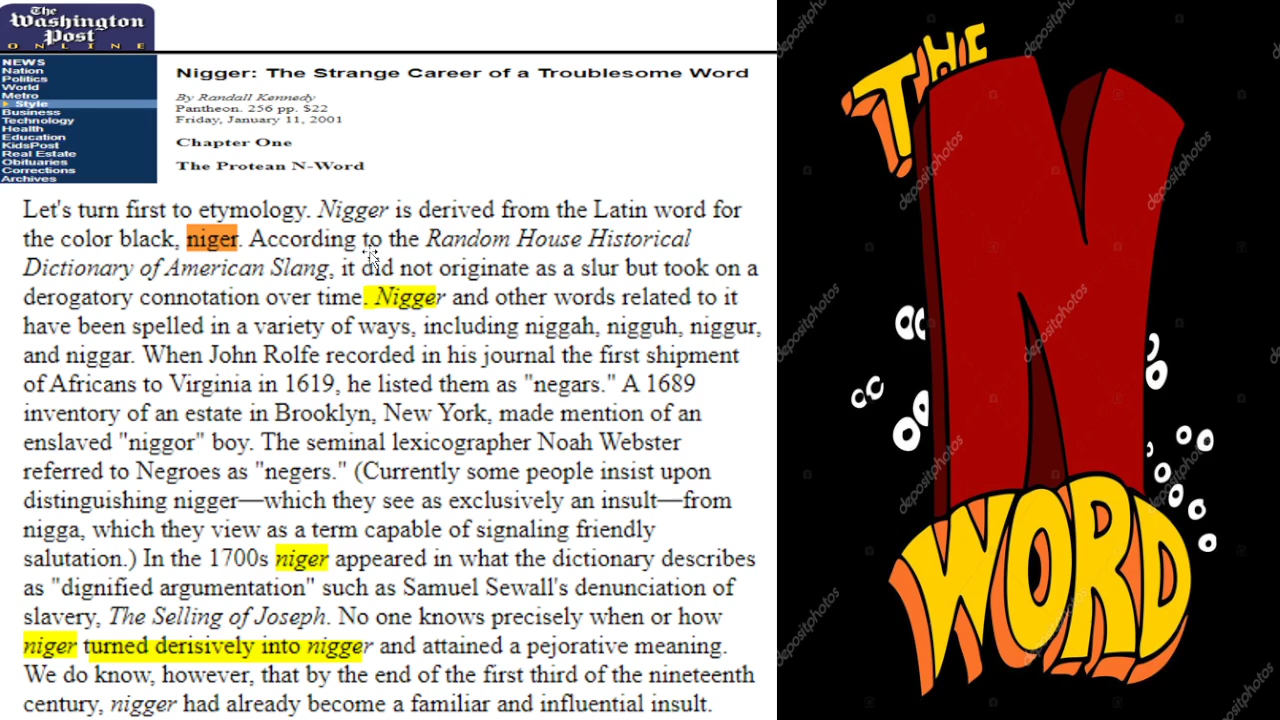 The
Washington
Post
O N L I N E
NEWS
Nation
Politics
World
Metro
Style
Business
Technology
Health
Education
KidsPost
Real Estate
Obituaries
Corrections
Archives
Nigger: The Strange Career of a Troublesome Word
By Randall Kennedy
Pantheon. 256 pp. $22
Friday, January 11, 2001
Chapter One
The Protean N-Word
Let's turn first to etymology. Nigger is derived from the Latin word for
the color black, niger. According to the Random House Historical
Dictionary of American Slang, it did not originate as a slur but took on a
derogatory connotation over time. Nigger and other words related to it
have been spelled in a variety of ways, including niggah, nigguh, niggur,
and niggar. When John Rolfe recorded in his journal the first shipment
of Africans to Virginia in 1619, he listed them as "negars." A 1689
inventory of an estate in Brooklyn, New York, made mention of an
enslaved "niggor" boy. The seminal lexicographer Noah Webster
referred to Negroes as "negers." (Currently some people insist upon
distinguishing nigger—which they see as exclusively an insult—from
nigga, which they view as a term capable of signaling friendly
salutation.) In the 1700s niger appeared in what the dictionary describes
as "dignified argumentation" such as Samuel Sewall's denunciation of
slavery, The Selling of Joseph. No one knows precisely when or how
niger turned derisively into nigger and attained a pejorative meaning.
We do know, however, that by the end of the first third of the nineteenth
century, nigger had already become a familiar and influential insult.
THE
N
WORD
depositphotos
depositphotos
depositphotos
depositphotos
depositphotos
depositphotos
depositphotos
depositphotos
depositphotos
depositphotos
depositphotos
depositphotos